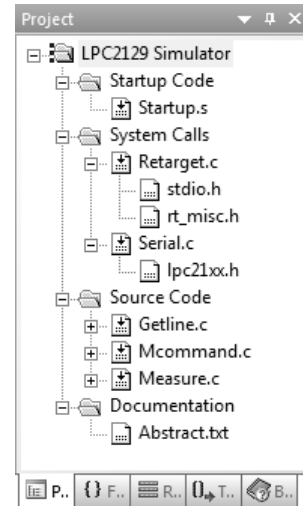 Project
LPC2129 Simulator
Startup Code
Startup.s
System Calls
Retarget.c
stdio.h
rt_misc.h
Serial.c
lpc21xx.h
Source Code
Getline.c
Mcommand.c
Measure.c
Documentation
Abstract.txt
P.. {} F.. R.. T.. B..